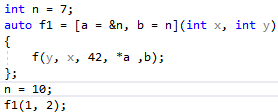 int n = 7;
auto f1 = [a = &n, b = n](int x, int y)
{
    f(y, x, 42, *a ,b);
};
n = 10;
f1(1, 2);